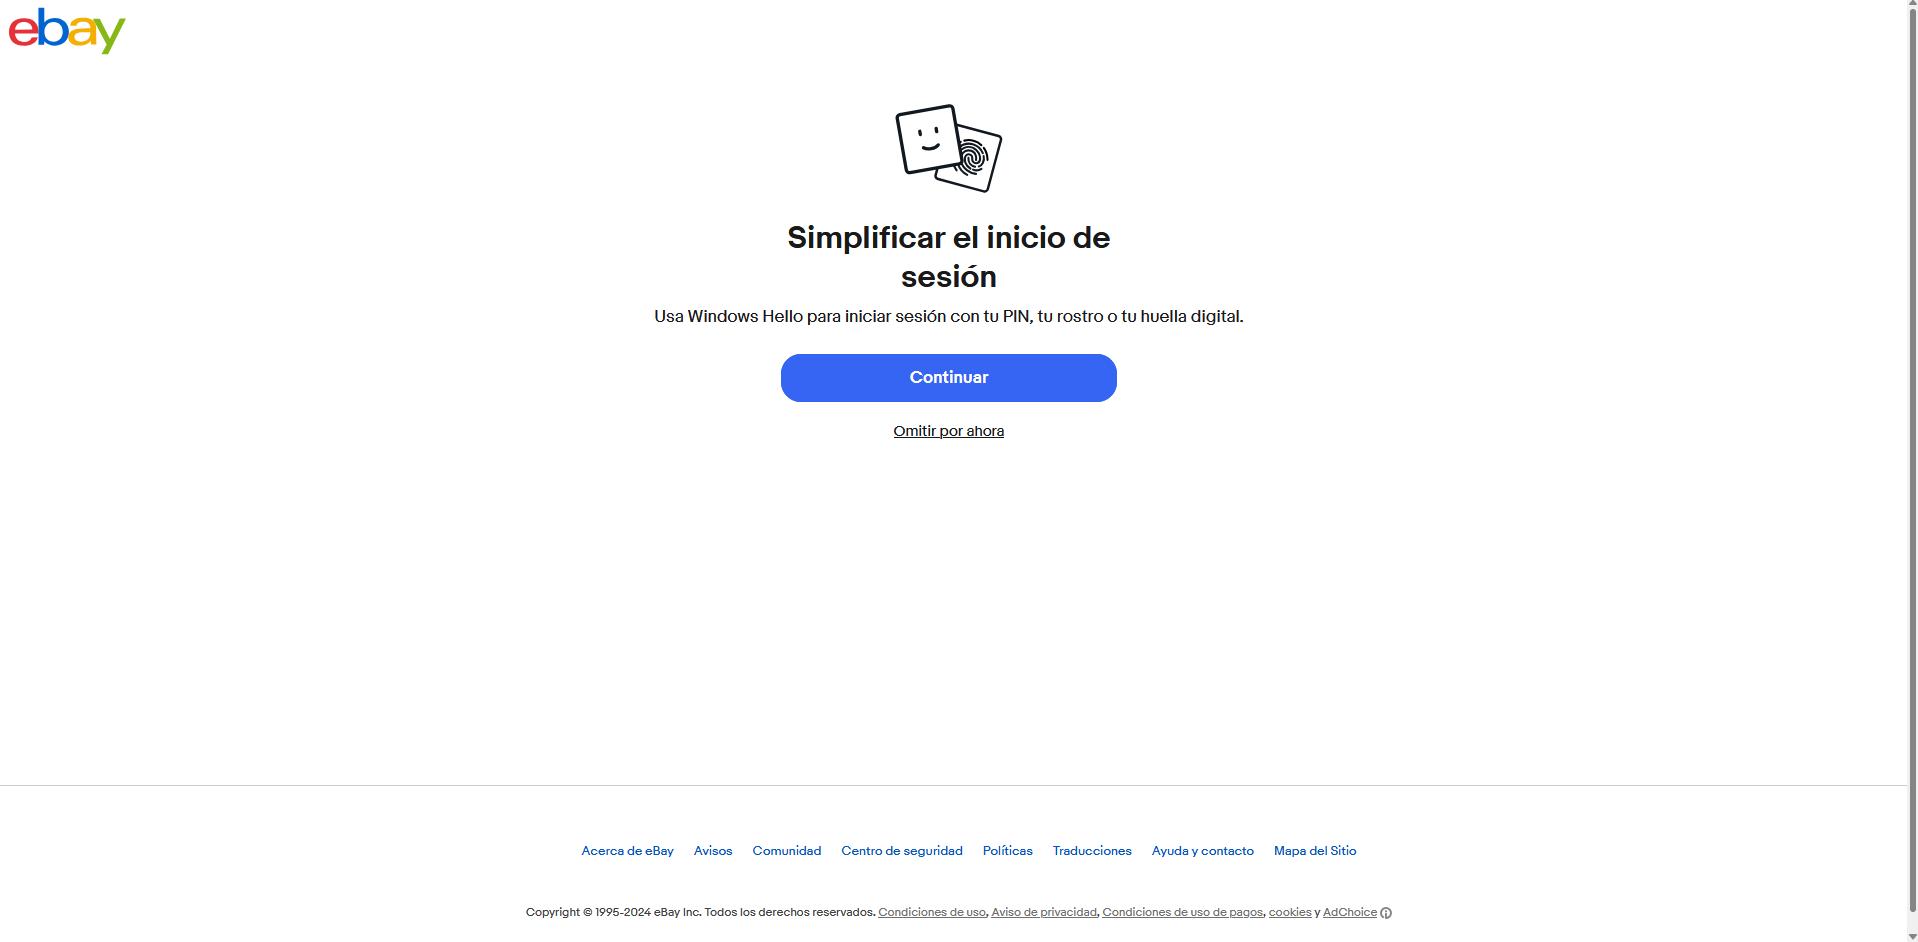 ebay
Simplificar el inicio de
sesión
Usa Windows Hello para iniciar sesión con tu PIN, tu rostro o tu huella digital.
Continuar
Omitir por ahora
Acerca de eBay Avisos Comunidad Centro de seguridad Políticas Traducciones Ayuda y contacto Mapa del Sitio
Copyright © 1995-2024 eBay Inc. Todos los derechos reservados. Condiciones de uso, Aviso de privacidad, Condiciones de uso de pagos, cookies y AdChoice